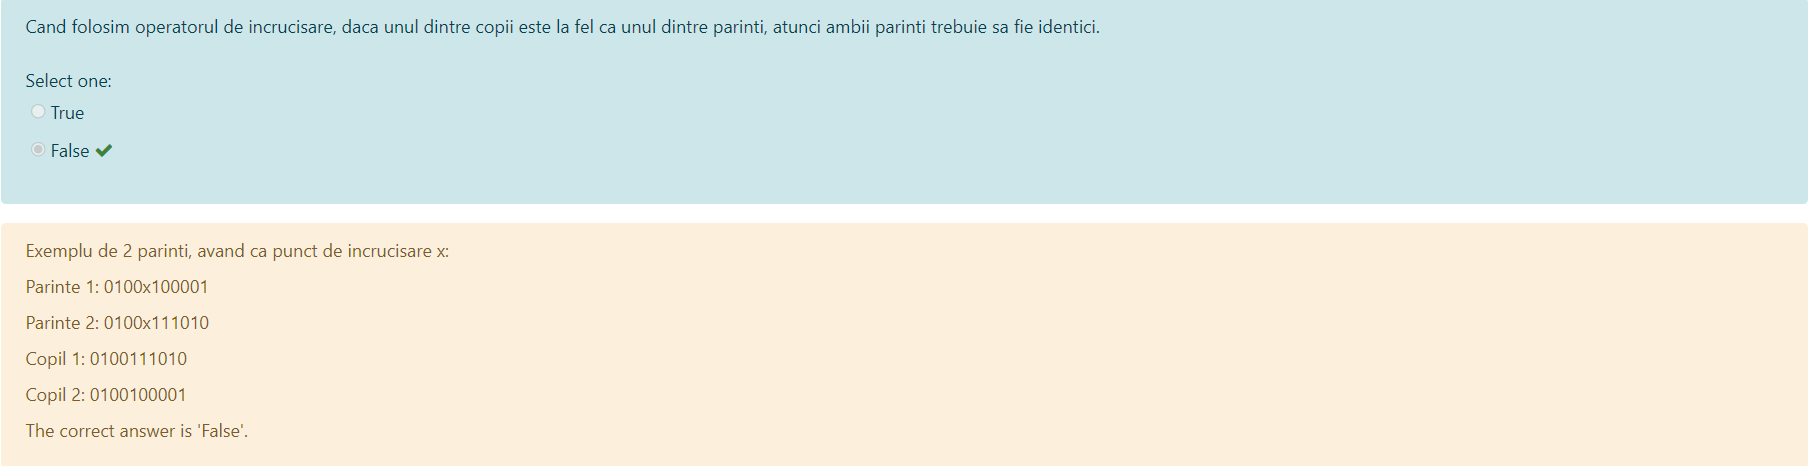 Cand folosim operatorul de incrucisare, daca unul dintre copii este la fel ca unul dintre parinti, atunci ambii parinti trebuie sa fie identici.
Select one:
True
False
Exemplu de 2 parinti, avand ca punct de incrucisare x:
Parinte 1: 0100x100001
Parinte 2: 0100x111010
Copil 1: 0100111010
Copil 2: 0100100001
The correct answer is 'False'.